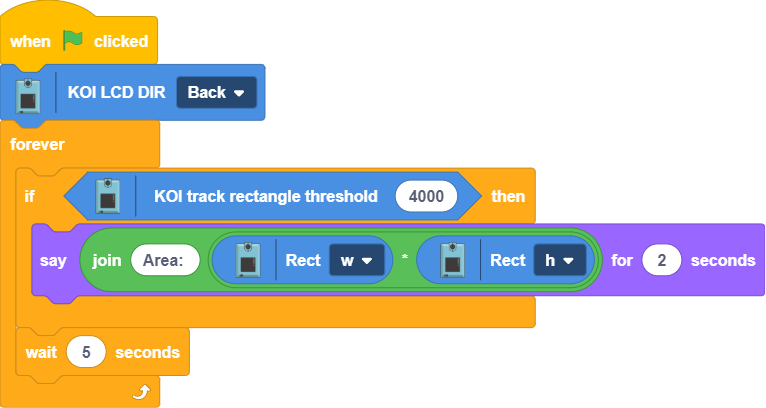 when clicked
KOI LCD DIR Back
forever
if KOI track rectangle threshold 4000 then
say join Area: Rect w * Rect h for 2 seconds
wait 5 seconds